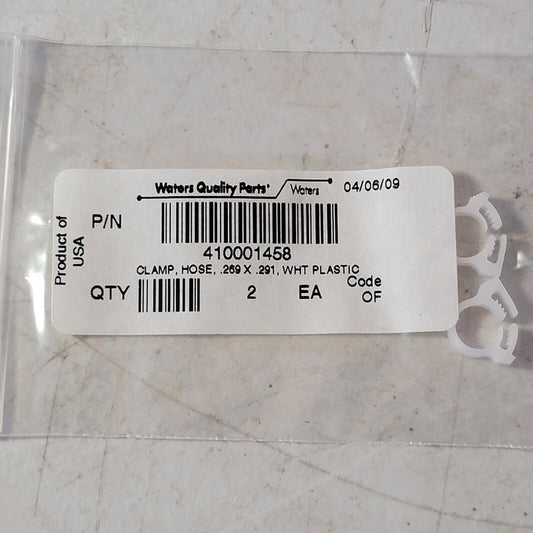 Waters Quality Parts Waters 04/06/09
Product of
USA
P/N
410001458
CLAMP, HOSE, .269 X .291, WHT PLASTIC
QTY 2 EA Code
OF